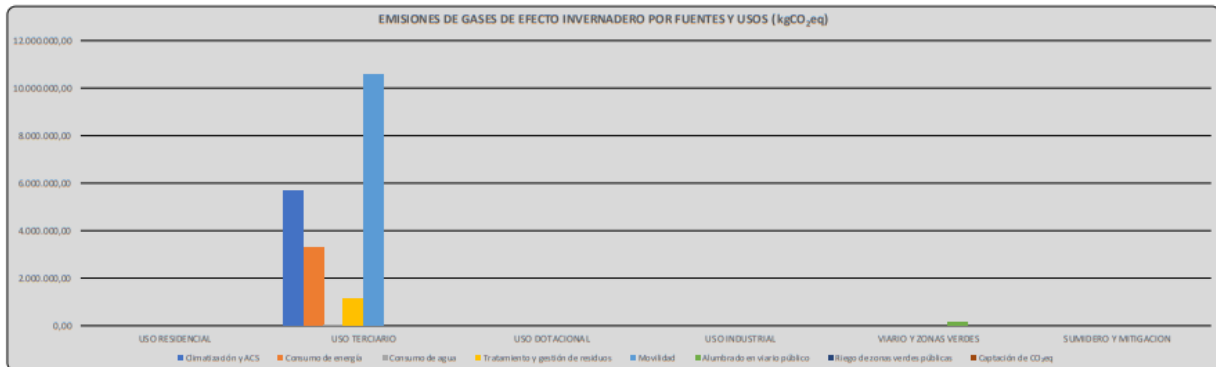 EMISIONES DE GASES DE EFECTO INVERNADERO POR FUENTES Y USOS (kgCO₂eq)
12.000.000,00
10.000.000,00
8.000.000,00
6.000.000,00
4.000.000,00
2.000.000,00
0,00
USO RESIDENCIAL USO TERCIARIO USO DOTACIONAL USO INDUSTRIAL VIARIO Y ZONAS VERDES SUMIDERO Y MITIGACION
Climatización y ACS Consumo de energía Consumo de agua Tratamiento y gestión de residuos Movilidad Alumbrado en viario público Riego de zonas verdes públicas Captación de CO₂eq